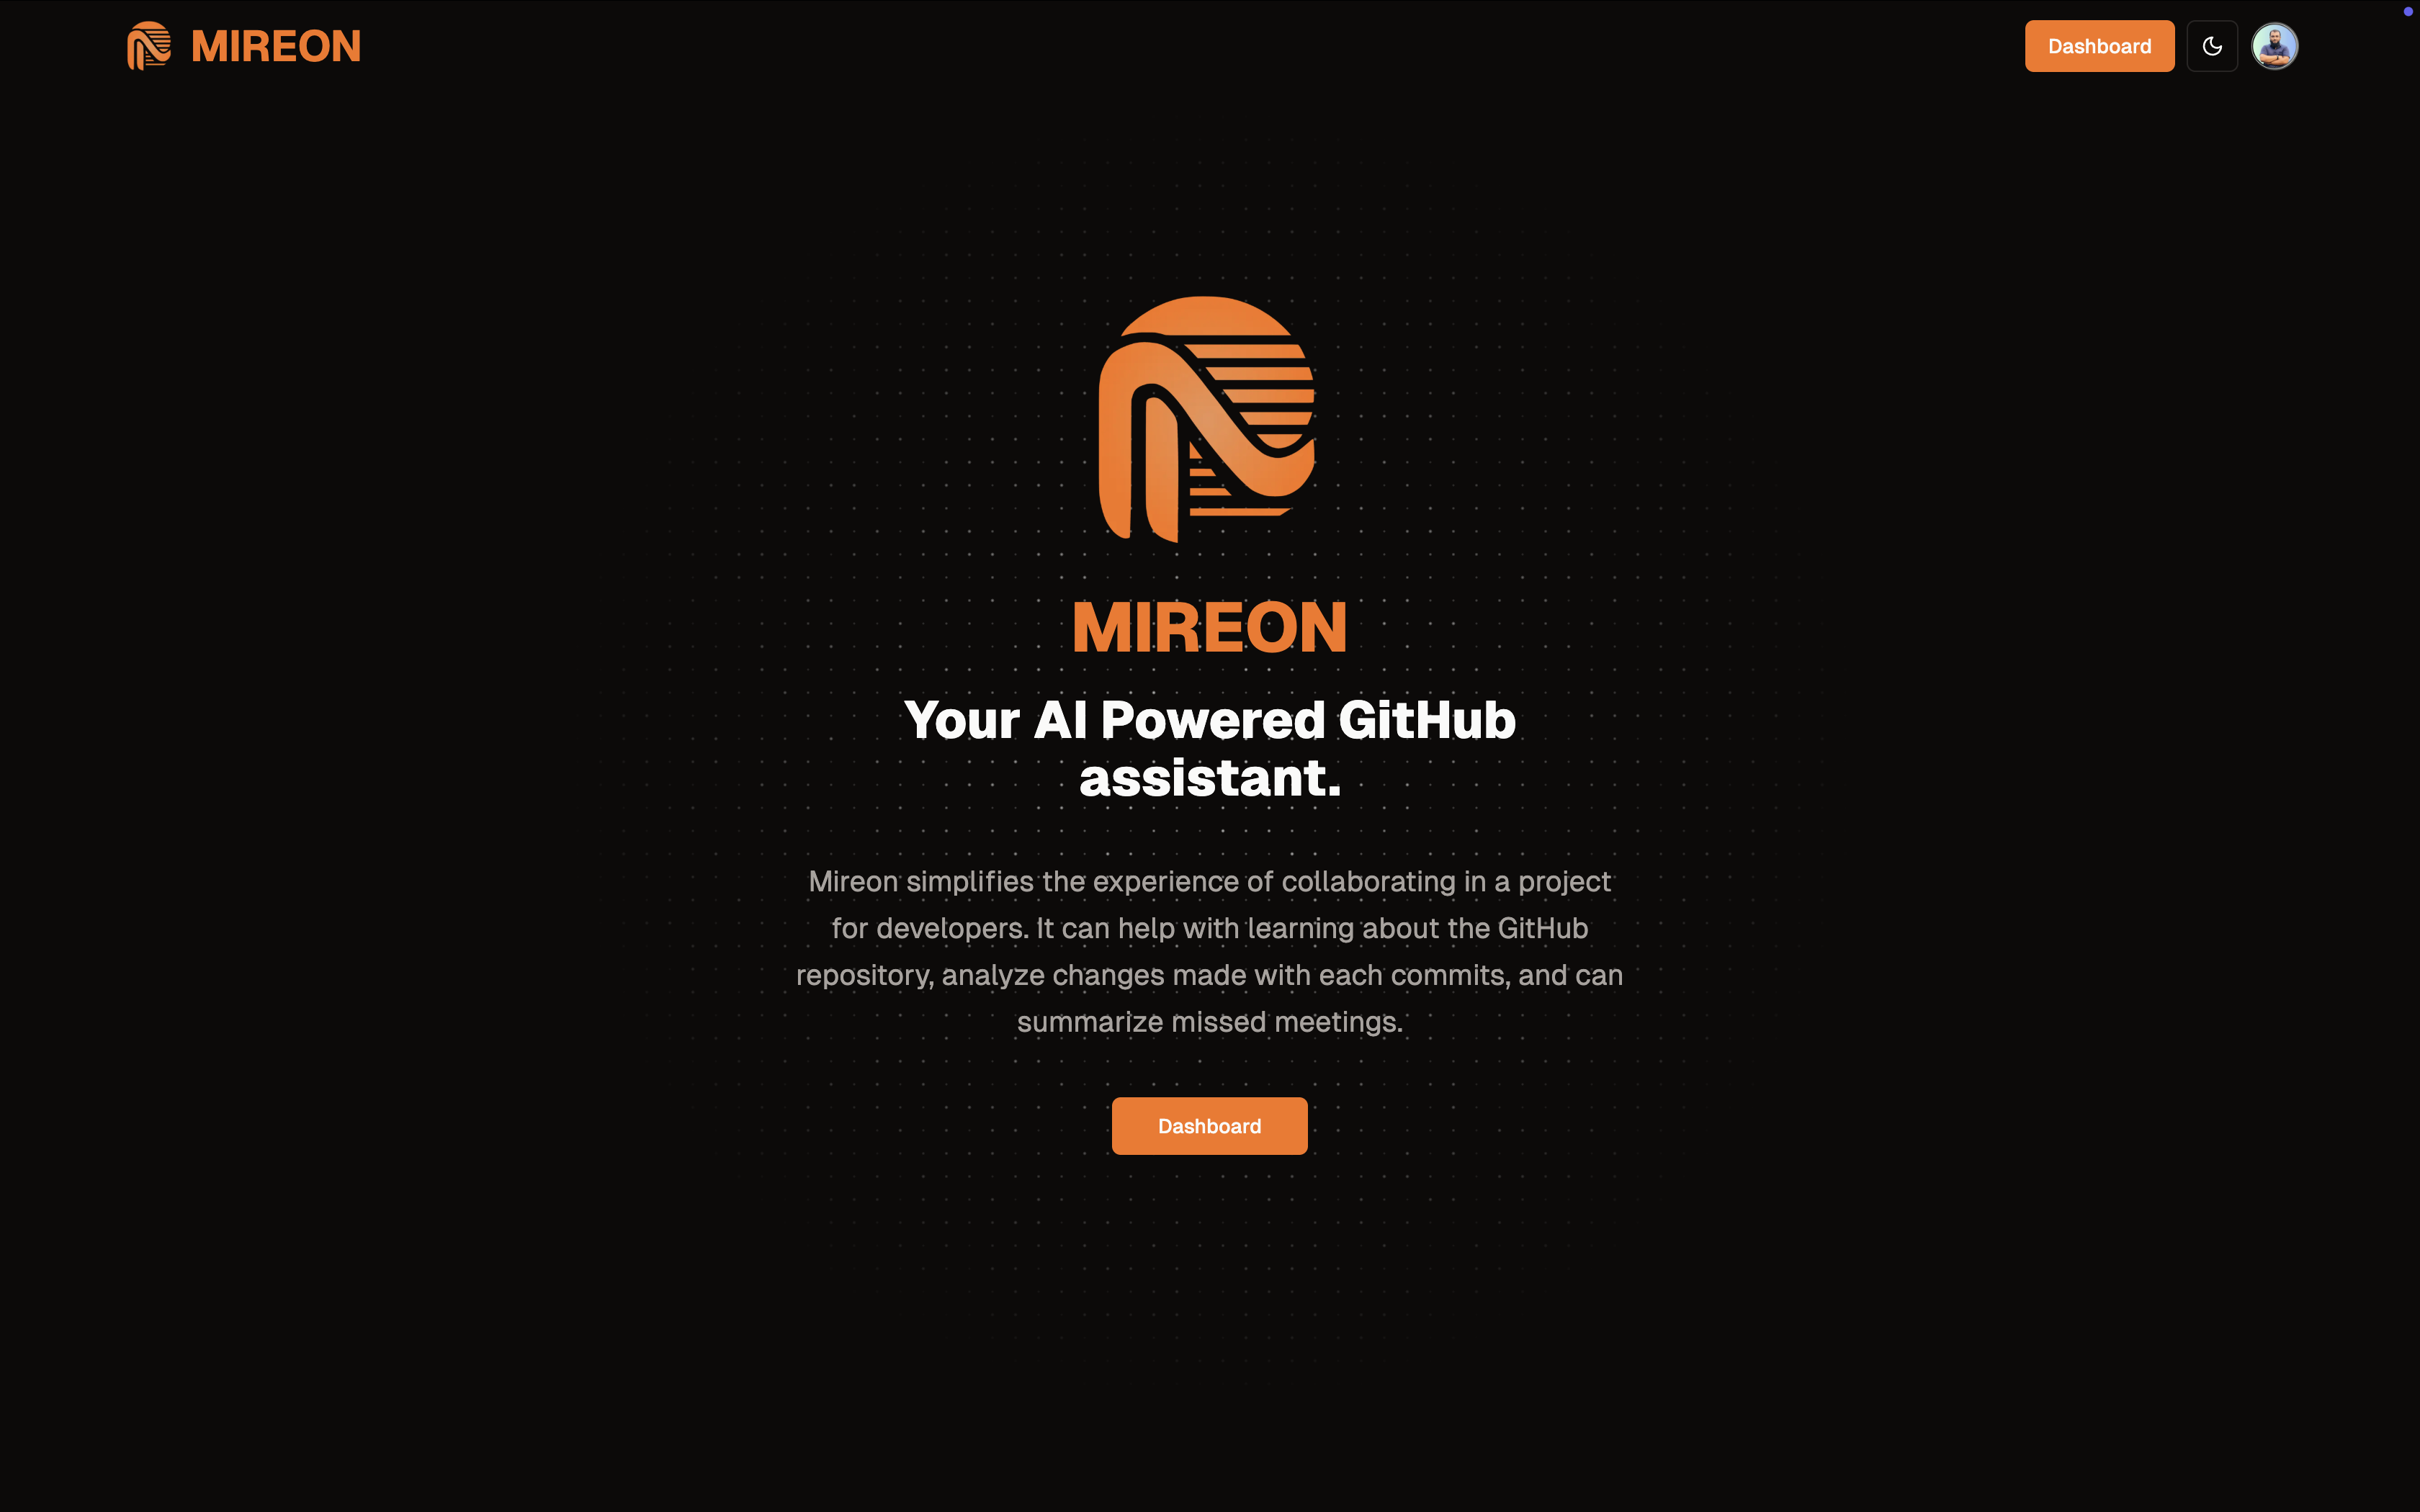 MIREON
Dashboard
MIREON
Your AI Powered GitHub
assistant.
Mireon simplifies the experience of collaborating in a project
for developers. It can help with learning about the GitHub
repository, analyze changes made with each commits, and can
summarize missed meetings.
Dashboard